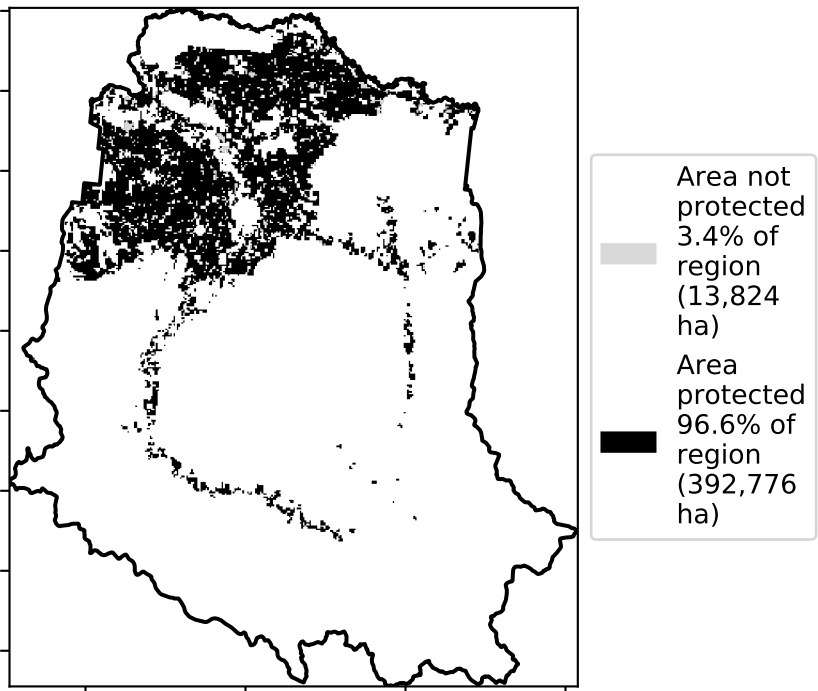 Area not
protected
3.4% of
region
(13,824
ha)
Area
protected
96.6% of
region
(392,776
ha)